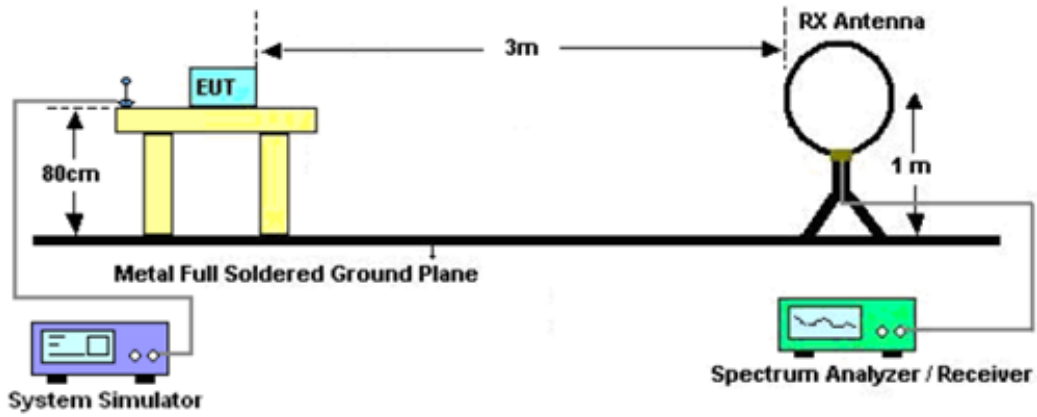 RX Antenna
3m
EUT
80cm
1 m
Metal Full Soldered Ground Plane
System Simulator
Spectrum Analyzer / Receiver